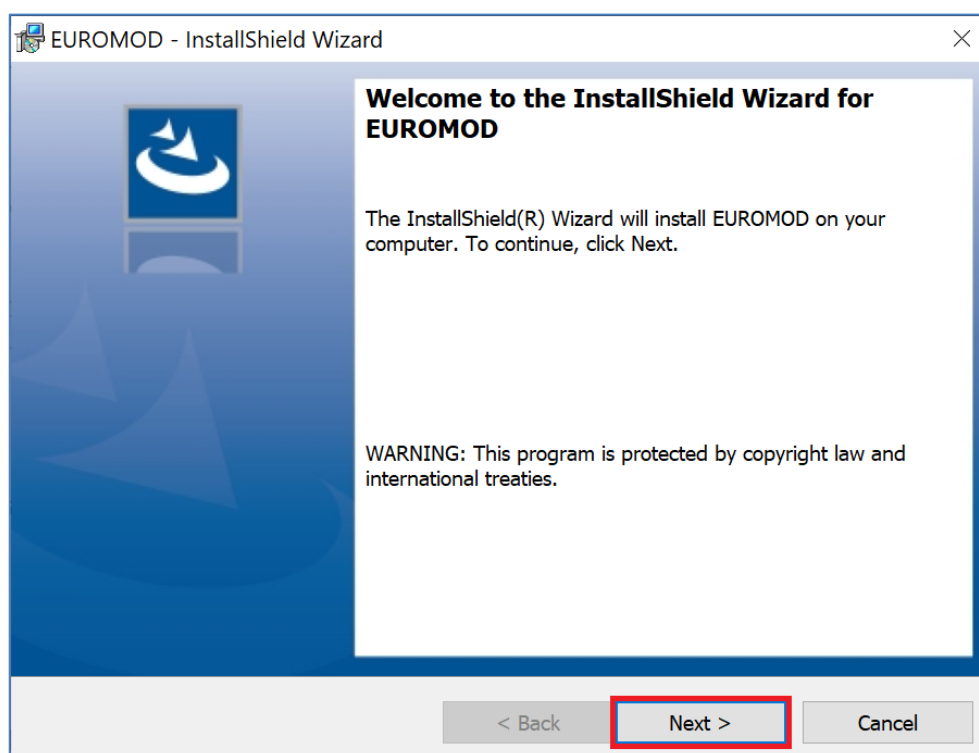 EUROMOD - InstallShield Wizard
Welcome to the InstallShield Wizard for
EUROMOD
The InstallShield(R) Wizard will install EUROMOD on your
computer. To continue, click Next.
WARNING: This program is protected by copyright law and
international treaties.
< Back Next > Cancel